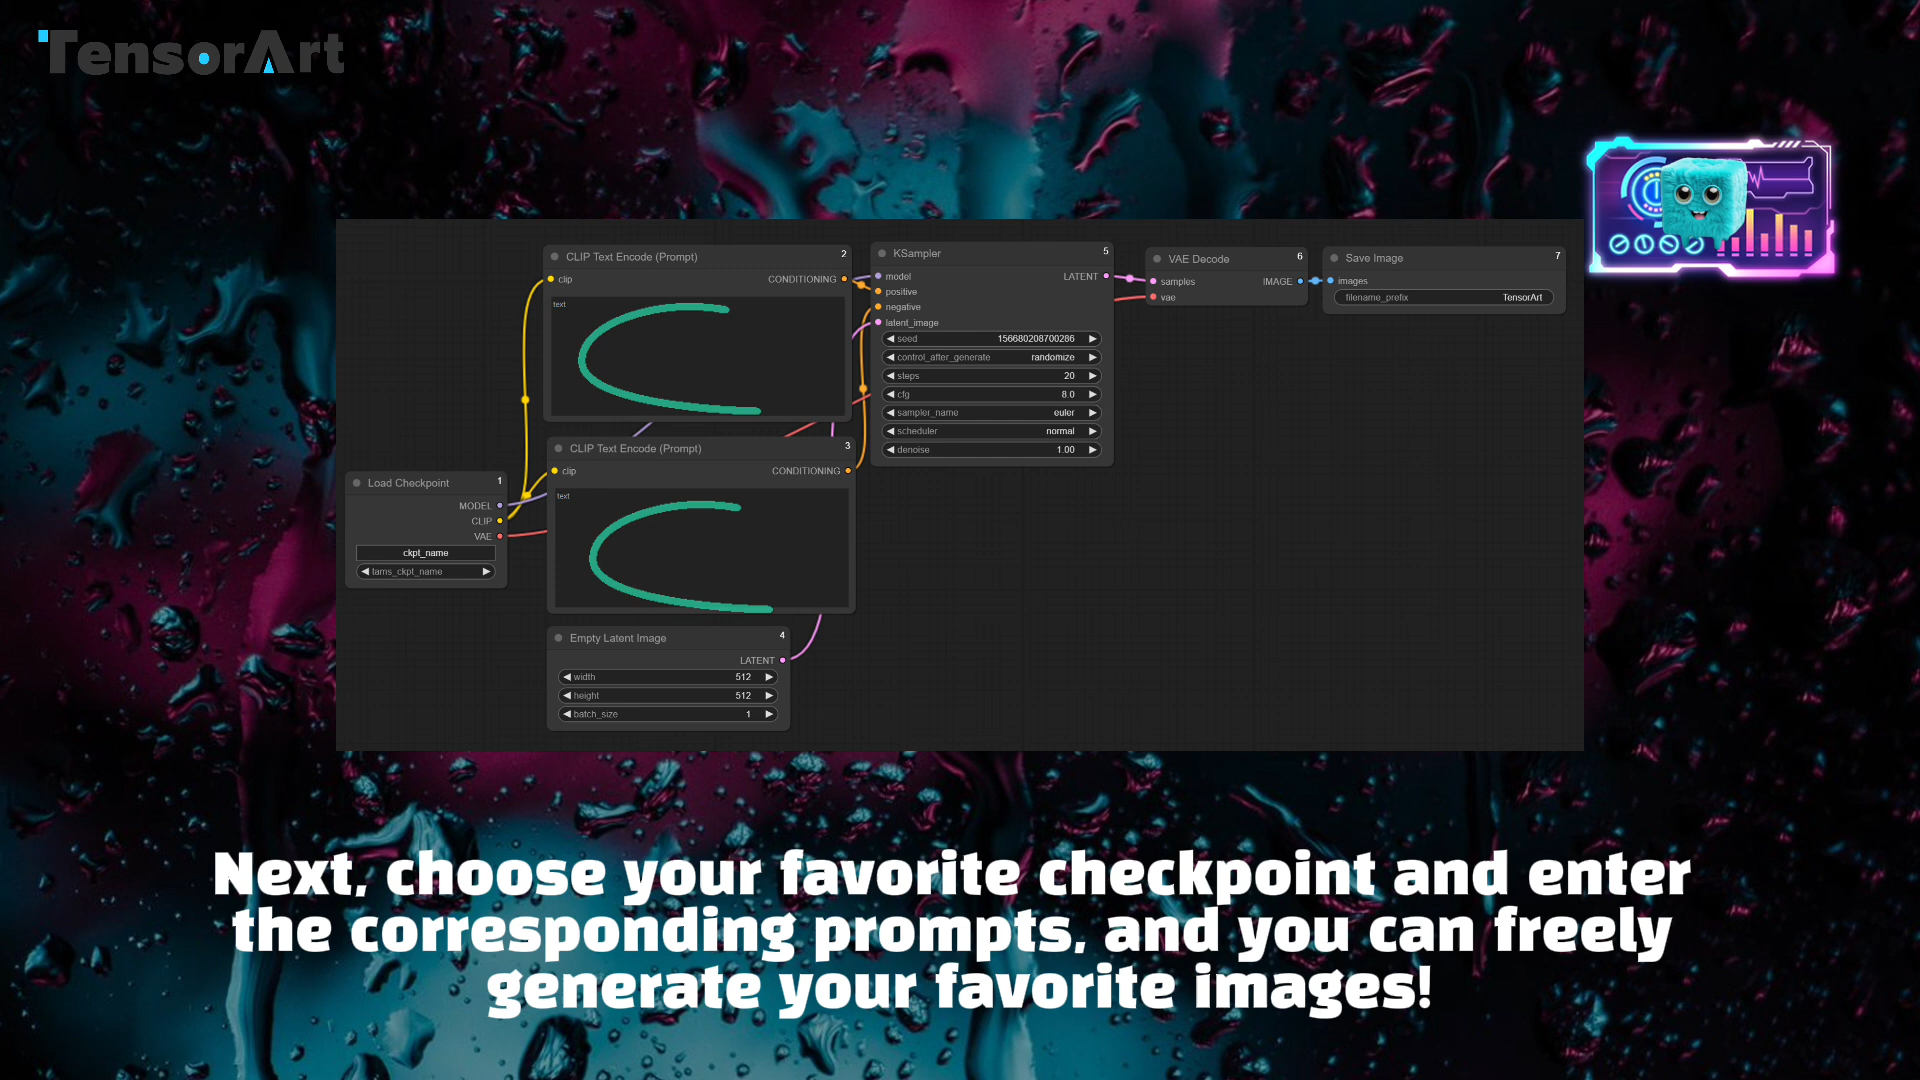 TensorArt
CLIP Text Encode (Prompt) 2
clip CONDITIONING
text
CLIP Text Encode (Prompt) 3
clip CONDITIONING
text
Load Checkpoint 1
MODEL
CLIP
VAE
ckpt_name
tams_ckpt_name
Empty Latent Image 4
LATENT
width 512
height 512
batch_size 1
KSampler 5
model LATENT
positive
negative
latent_image
seed 156680208700286
control_after_generate randomize
steps 20
cfg 8.0
sampler_name euler
scheduler normal
denoise 1.00
VAE Decode 6
samples IMAGE
vae
Save Image 7
images
filename_prefix TensorArt
Next, choose your favorite checkpoint and enter
the corresponding prompts, and you can freely
generate your favorite images!